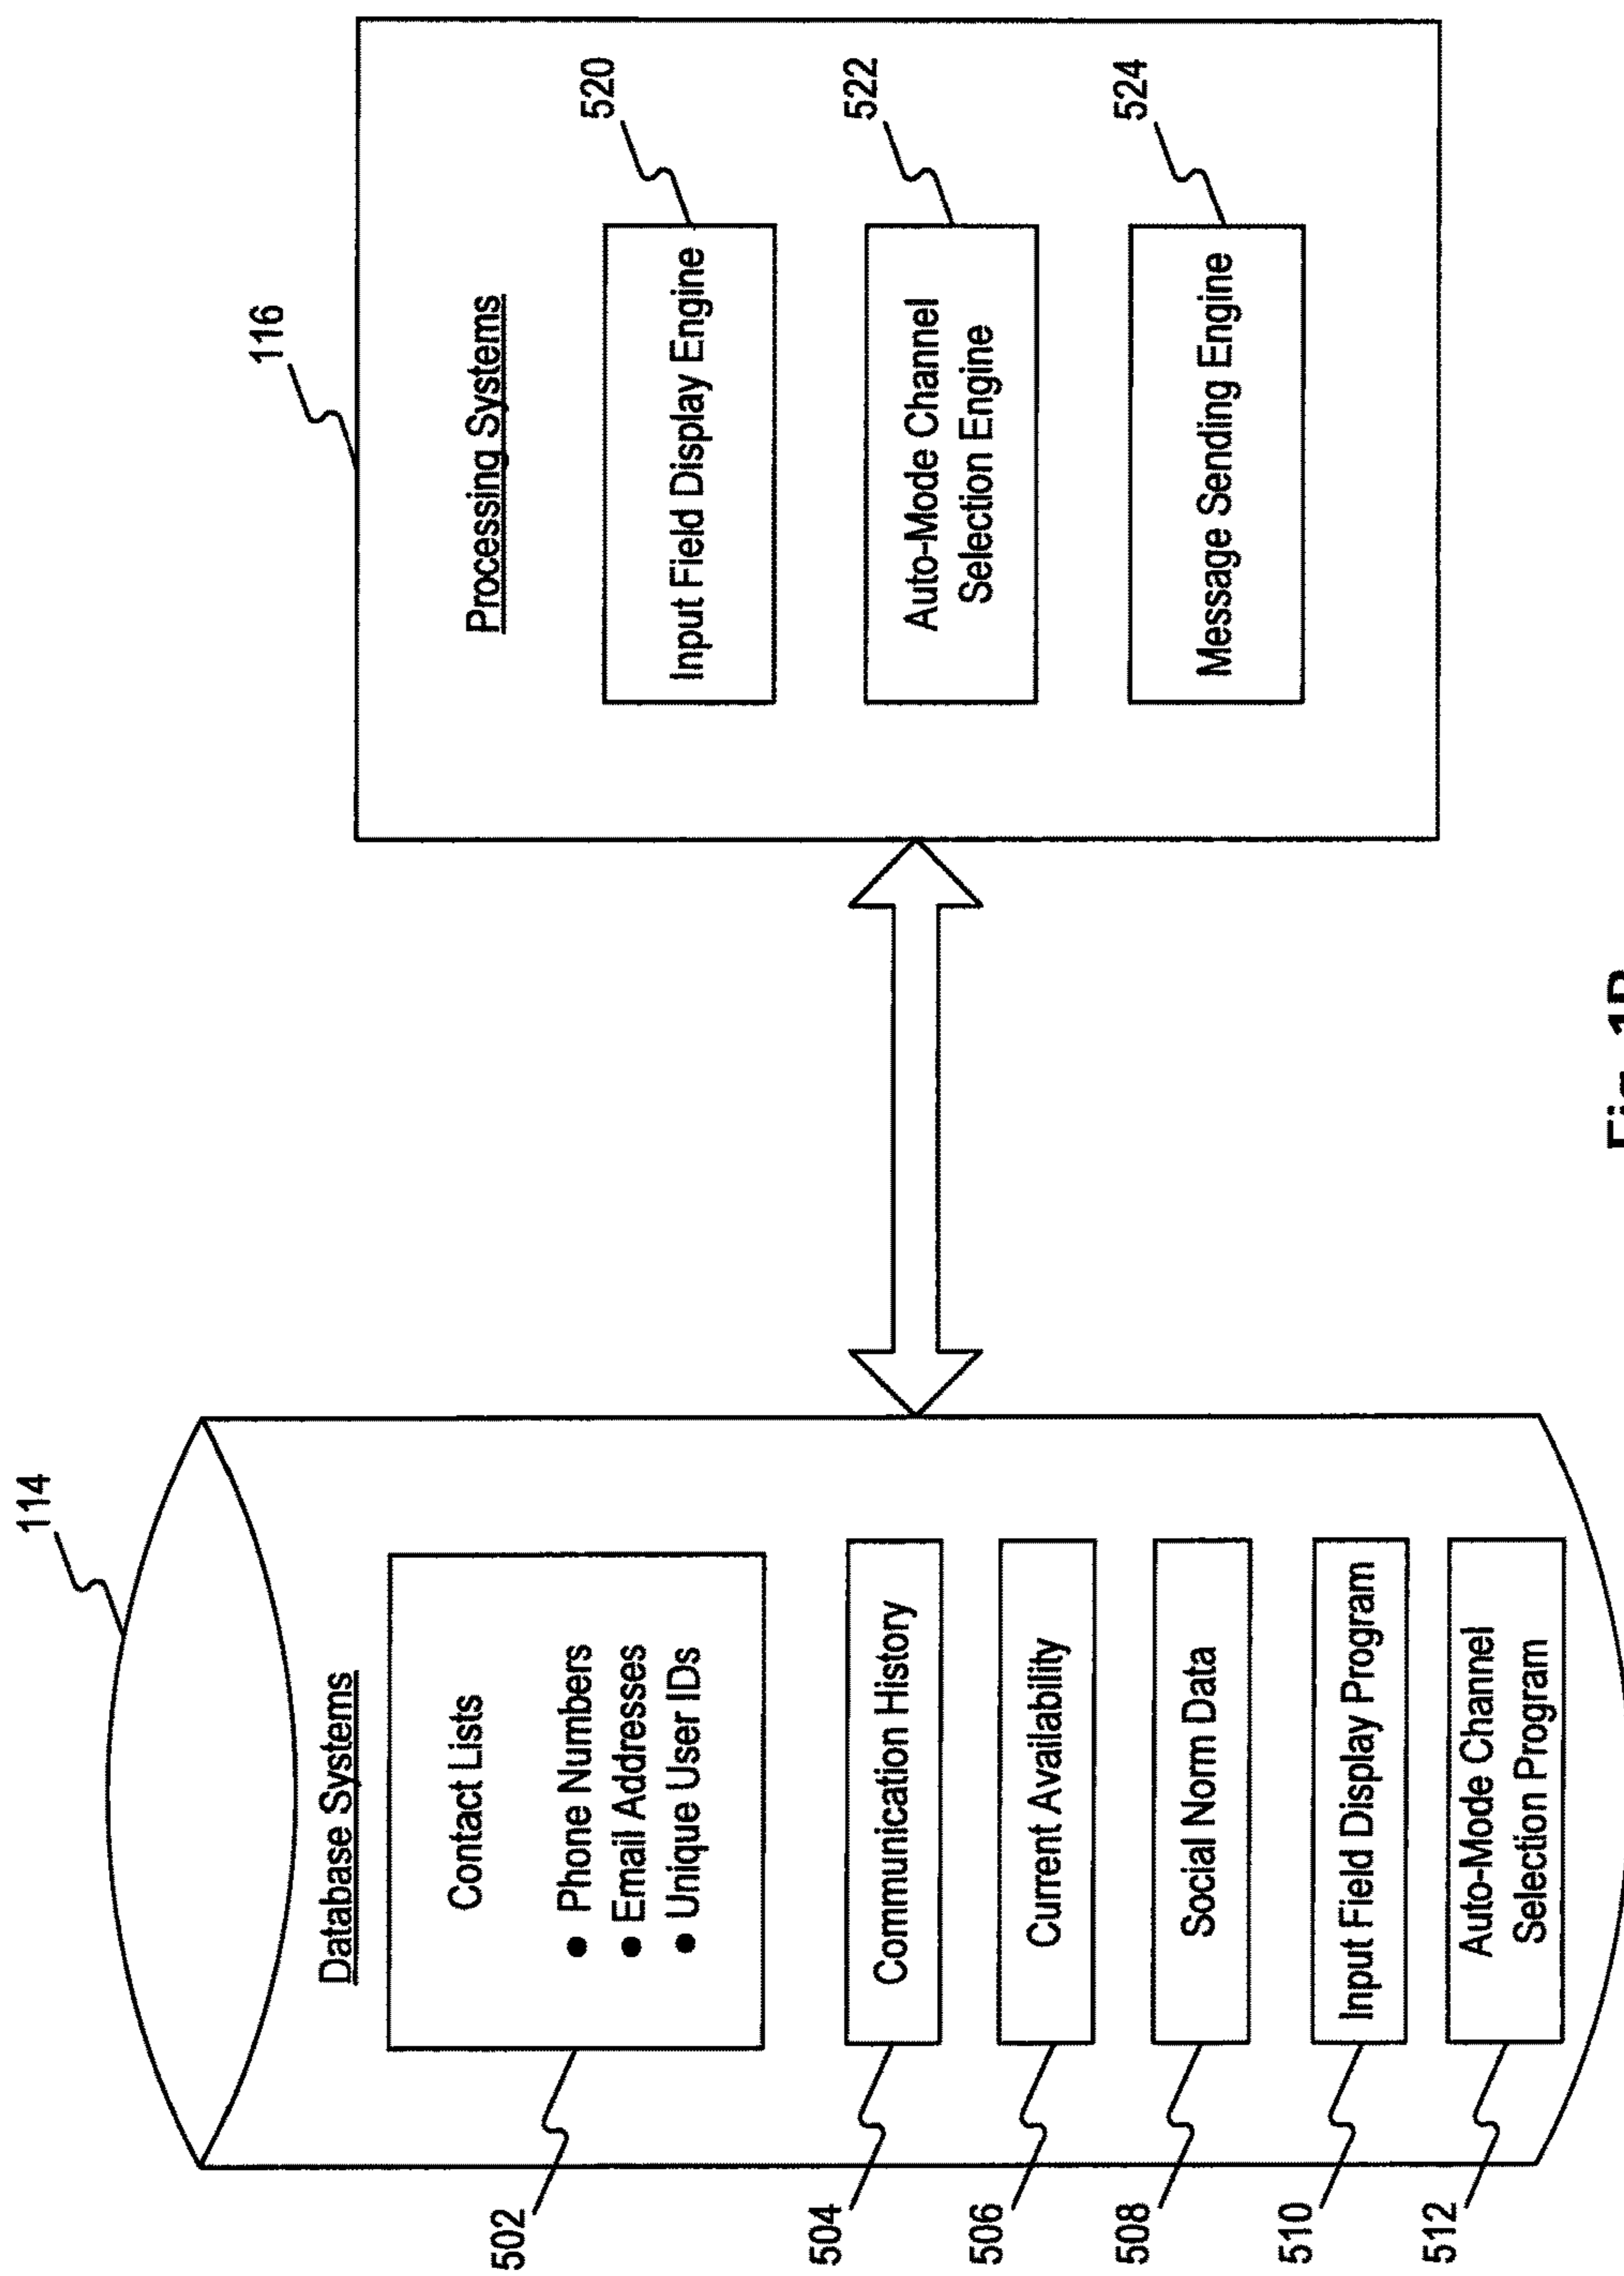 114
Database Systems
Contact Lists
● Phone Numbers
● Email Addresses
● Unique User IDs
502
Communication History
504
Current Availability
506
Social Norm Data
508
Input Field Display Program
510
Auto-Mode Channel
Selection Program
512
116
Processing Systems
Input Field Display Engine
520
Auto-Mode Channel
Selection Engine
522
Message Sending Engine
524